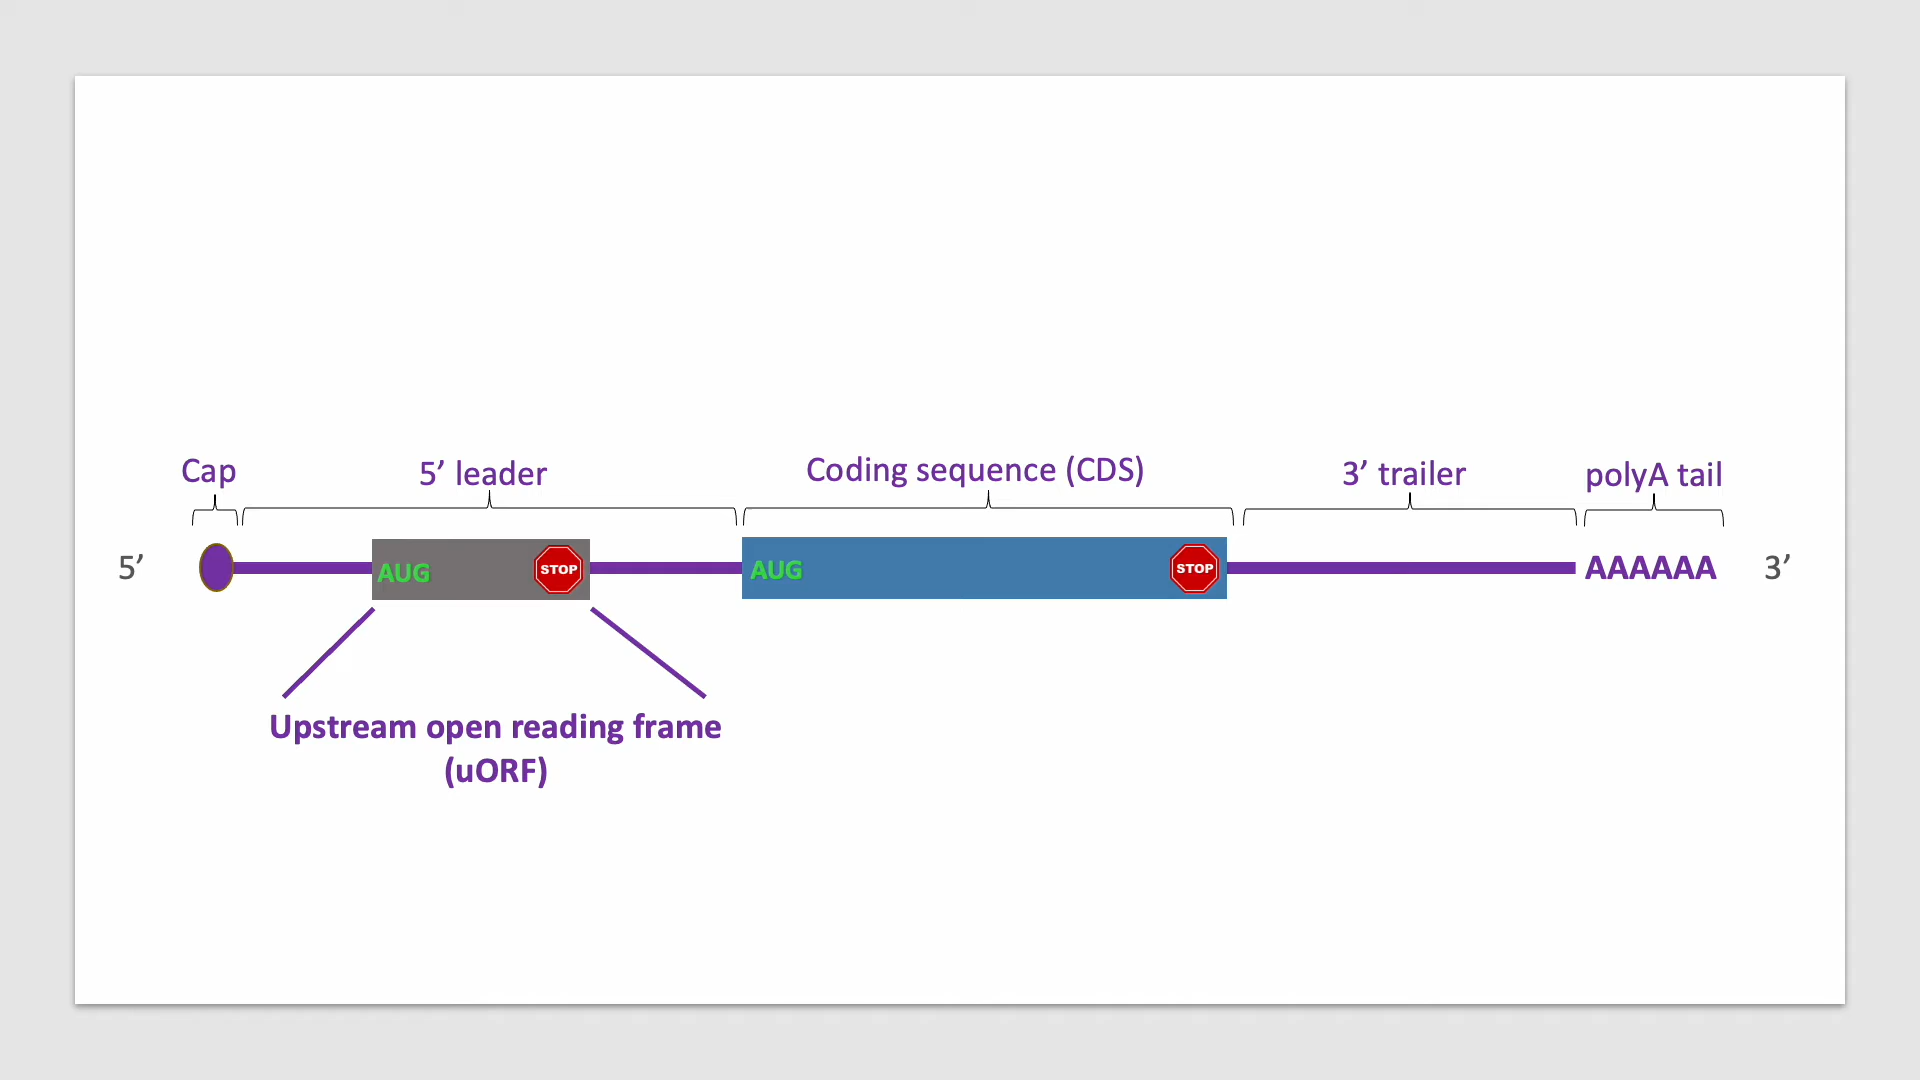 Cap
5’ leader
Coding sequence (CDS)
3’ trailer
polyA tail
5’
AUG
STOP
AUG
STOP
AAAAAA
3’
Upstream open reading frame
(uORF)